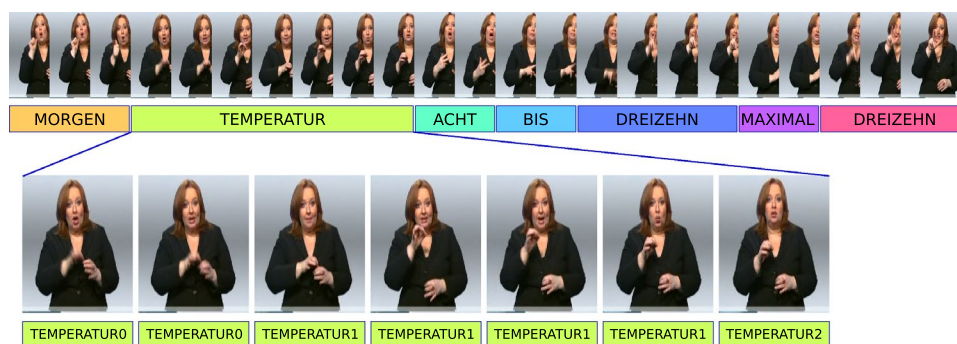 MORGEN TEMPERATUR ACHT BIS DREIZEHN MAXIMAL DREIZEHN
TEMPERATUR0 TEMPERATUR0 TEMPERATUR1 TEMPERATUR1 TEMPERATUR1 TEMPERATUR1 TEMPERATUR2